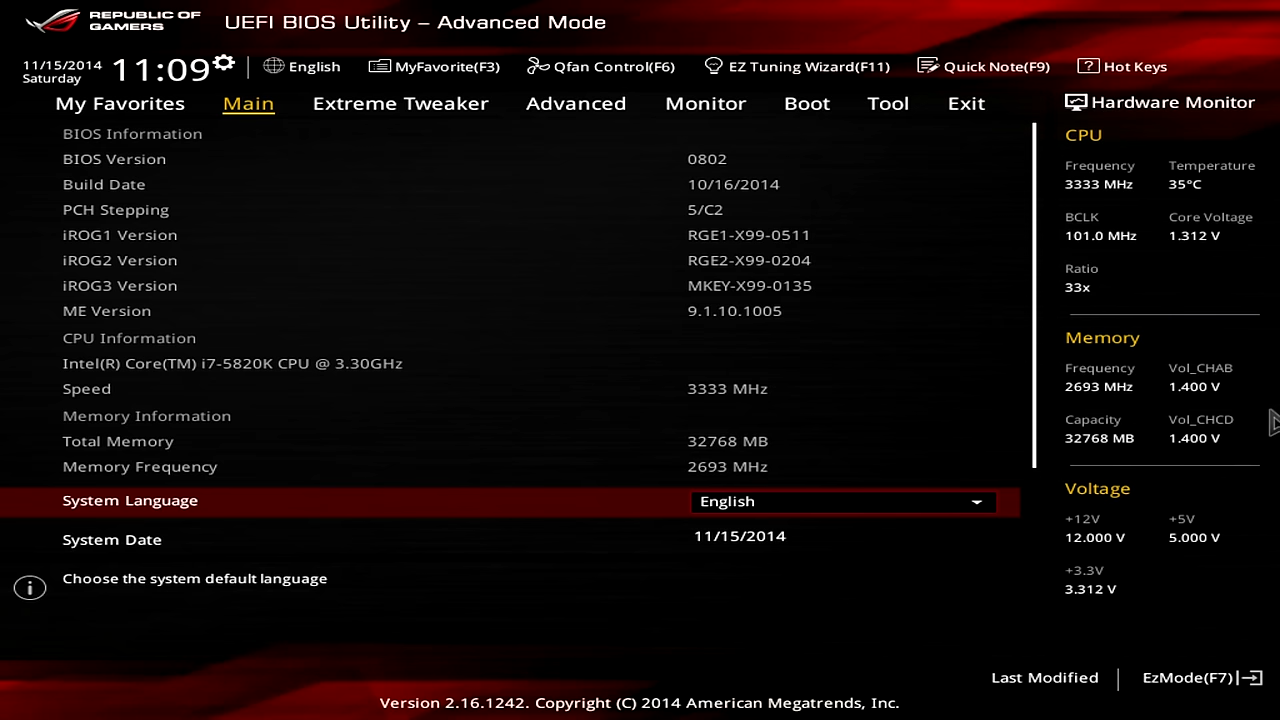 REPUBLIC OF
GAMERS
UEFI BIOS Utility – Advanced Mode
11/15/2014
Saturday
11:09
English
MyFavorite(F3)
Qfan Control(F6)
EZ Tuning Wizard(F11)
Quick Note(F9)
? Hot Keys
My Favorites Main Extreme Tweaker Advanced Monitor Boot Tool Exit
BIOS Information
BIOS Version 0802
Build Date 10/16/2014
PCH Stepping 5/C2
iROG1 Version RGE1-X99-0511
iROG2 Version RGE2-X99-0204
iROG3 Version MKEY-X99-0135
ME Version 9.1.10.1005
CPU Information
Intel(R) Core(TM) i7-5820K CPU @ 3.30GHz
Speed 3333 MHz
Memory Information
Total Memory 32768 MB
Memory Frequency 2693 MHz
System Language English
System Date 11/15/2014
i Choose the system default language
Hardware Monitor
CPU
Frequency Temperature
3333 MHz 35°C
BCLK Core Voltage
101.0 MHz 1.312 V
Ratio
33x
Memory
Frequency Vol_CHAB
2693 MHz 1.400 V
Capacity Vol_CHCD
32768 MB 1.400 V
Voltage
+12V +5V
12.000 V 5.000 V
+3.3V
3.312 V
Last Modified
EzMode(F7)
Version 2.16.1242. Copyright (C) 2014 American Megatrends, Inc.